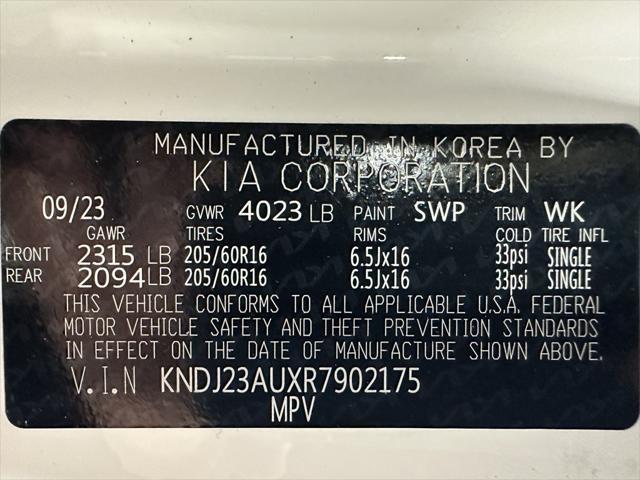 MANUFACTURED IN KOREA BY
KIA CORPORATION
09/23 GVWR 4023 LB PAINT SWP TRIM WK
GAWR TIRES RIMS COLD TIRE INFL
FRONT 2315 LB 205/60R16 6.5Jx16 33psi SINGLE
REAR 2094 LB 205/60R16 6.5Jx16 33psi SINGLE
THIS VEHICLE CONFORMS TO ALL APPLICABLE U.S.A. FEDERAL
MOTOR VEHICLE SAFETY AND THEFT PREVENTION STANDARDS
IN EFFECT ON THE DATE OF MANUFACTURE SHOWN ABOVE.
V.I.N KNDJ23AUXR7902175
MPV